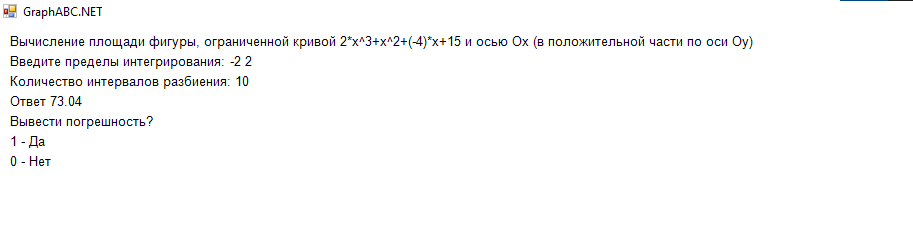 GraphABC.NET
Вычисление площади фигуры, ограниченной кривой 2*x^3+x^2+(-4)*x+15 и осью Ox (в положительной части по оси Oy)
Введите пределы интегрирования: -2 2
Количество интервалов разбиения: 10
Ответ 73.04
Вывести погрешность?
1 - Да
0 - Нет